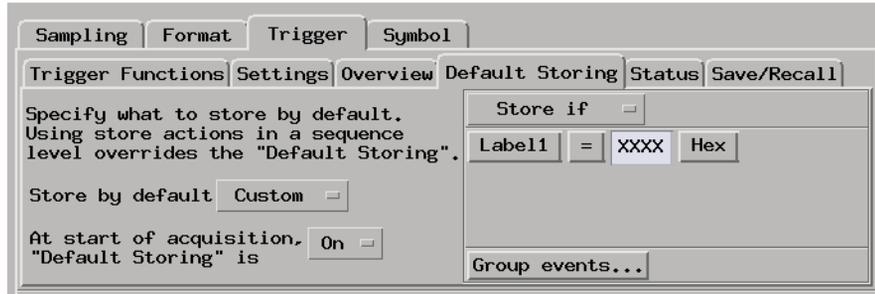 Sampling Format Trigger Symbol
Trigger Functions Settings Overview Default Storing Status Save/Recall
Specify what to store by default.
Using store actions in a sequence
level overrides the "Default Storing".
Store by default Custom
At start of acquisition,
"Default Storing" is
On
Store if
Label1 = XXXX Hex
Group events...